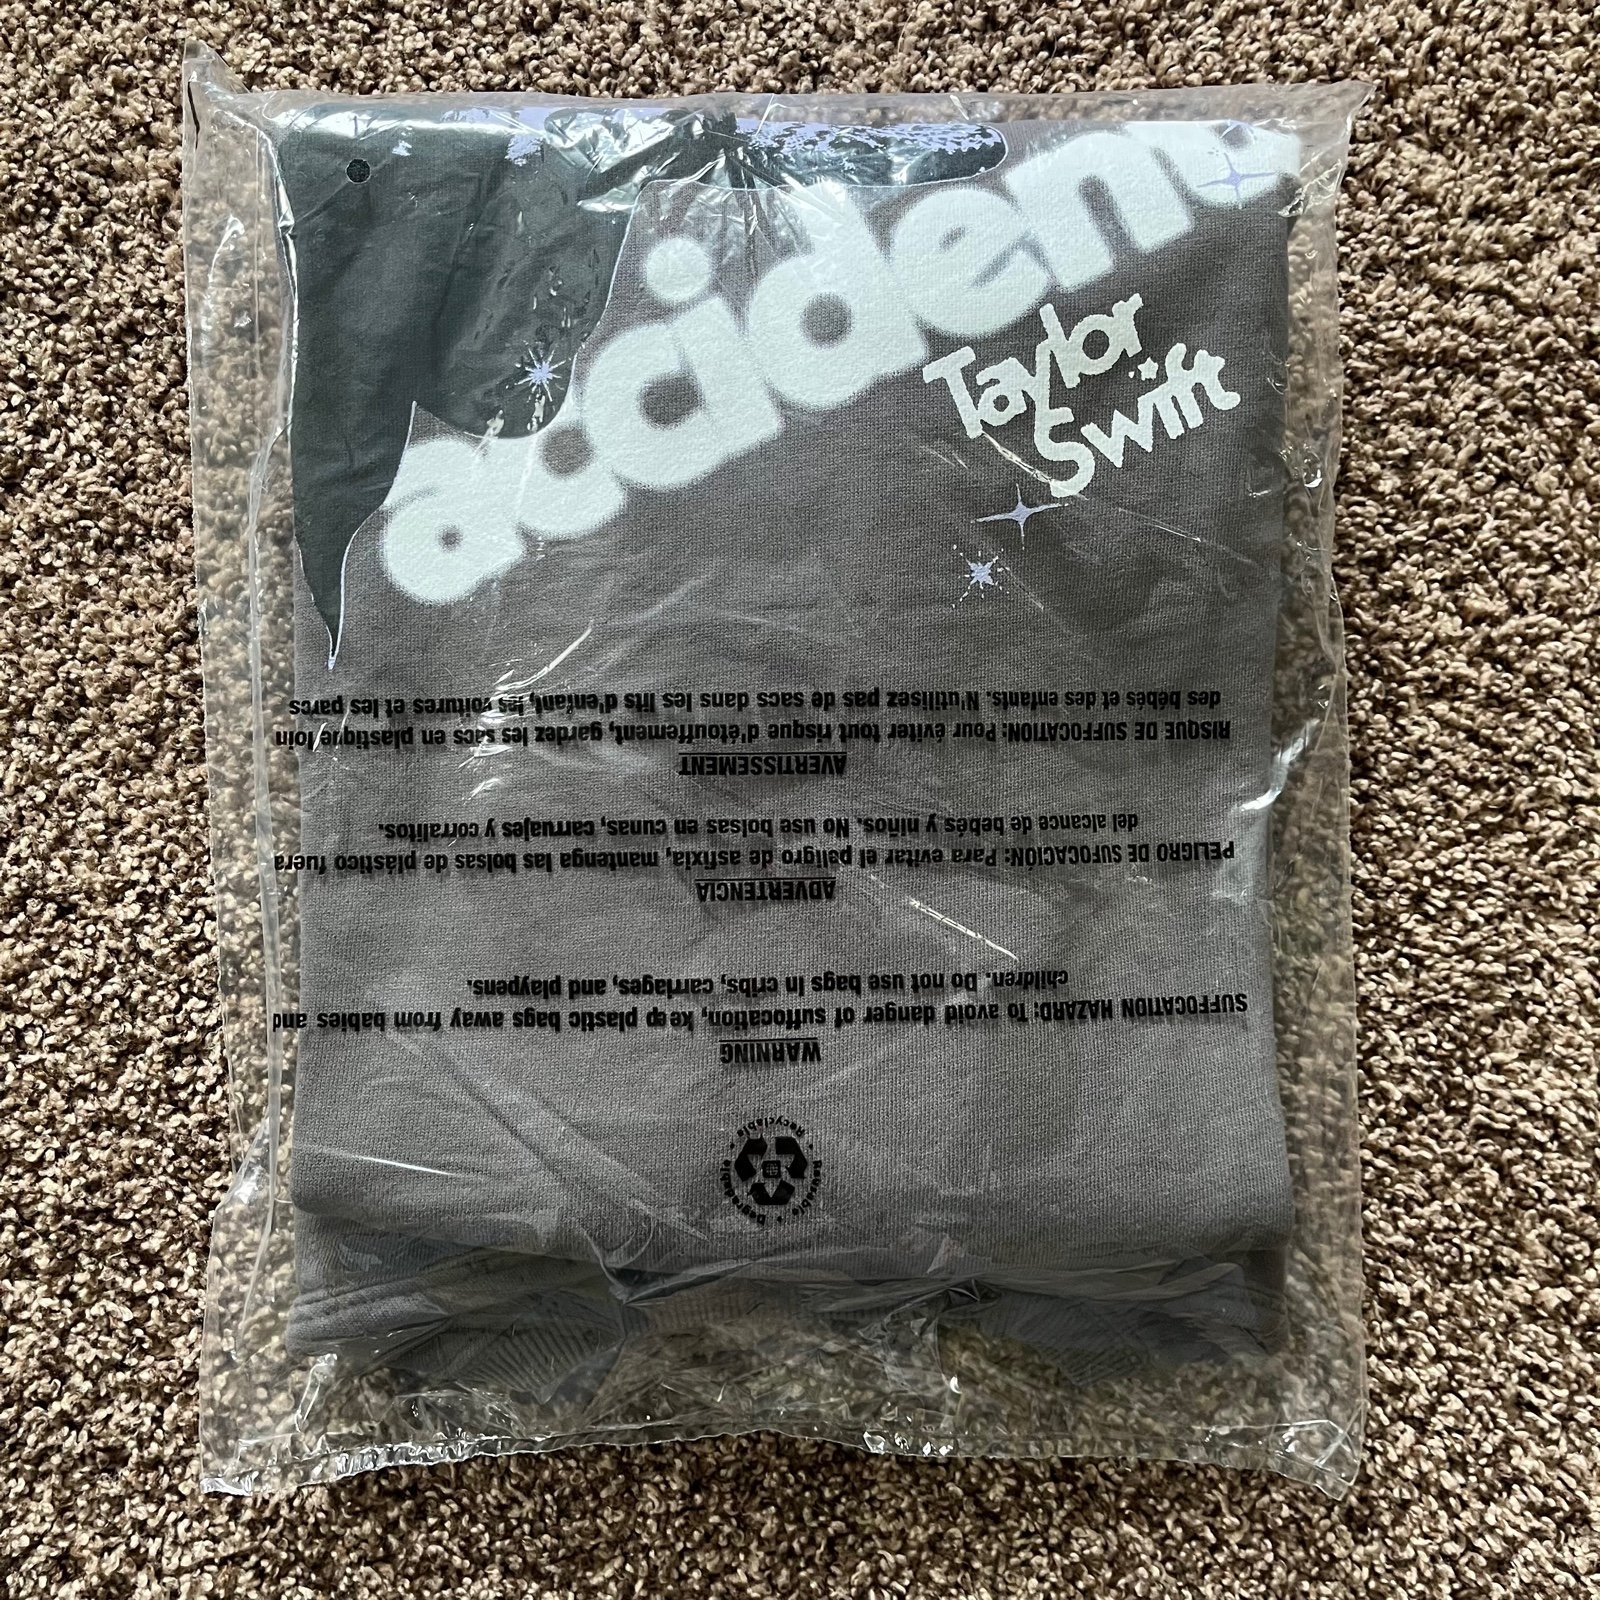 acciden
Taylor
Swift
Recyclable • Reusable • Degradable •
WARNING
SUFFOCATION HAZARD: To avoid danger of suffocation, keep plastic bags away from babies and
children. Do not use bags in cribs, carriages, and playpens.
ADVERTENCIA
PELIGRO DE SUFOCACIÓN: Para evitar el peligro de asfixia, mantenga las bolsas de plástico fuera
del alcance de bebés y niños. No use bolsas en cunas, carruajes y corralitos.
AVERTISSEMENT
RISQUE DE SUFFOCATION: Pour éviter tout risque d'étouffement, gardez les sacs en plastique loin
des bébés et des enfants. N'utilisez pas de sacs dans les lits d'enfant, les voitures et les parcs